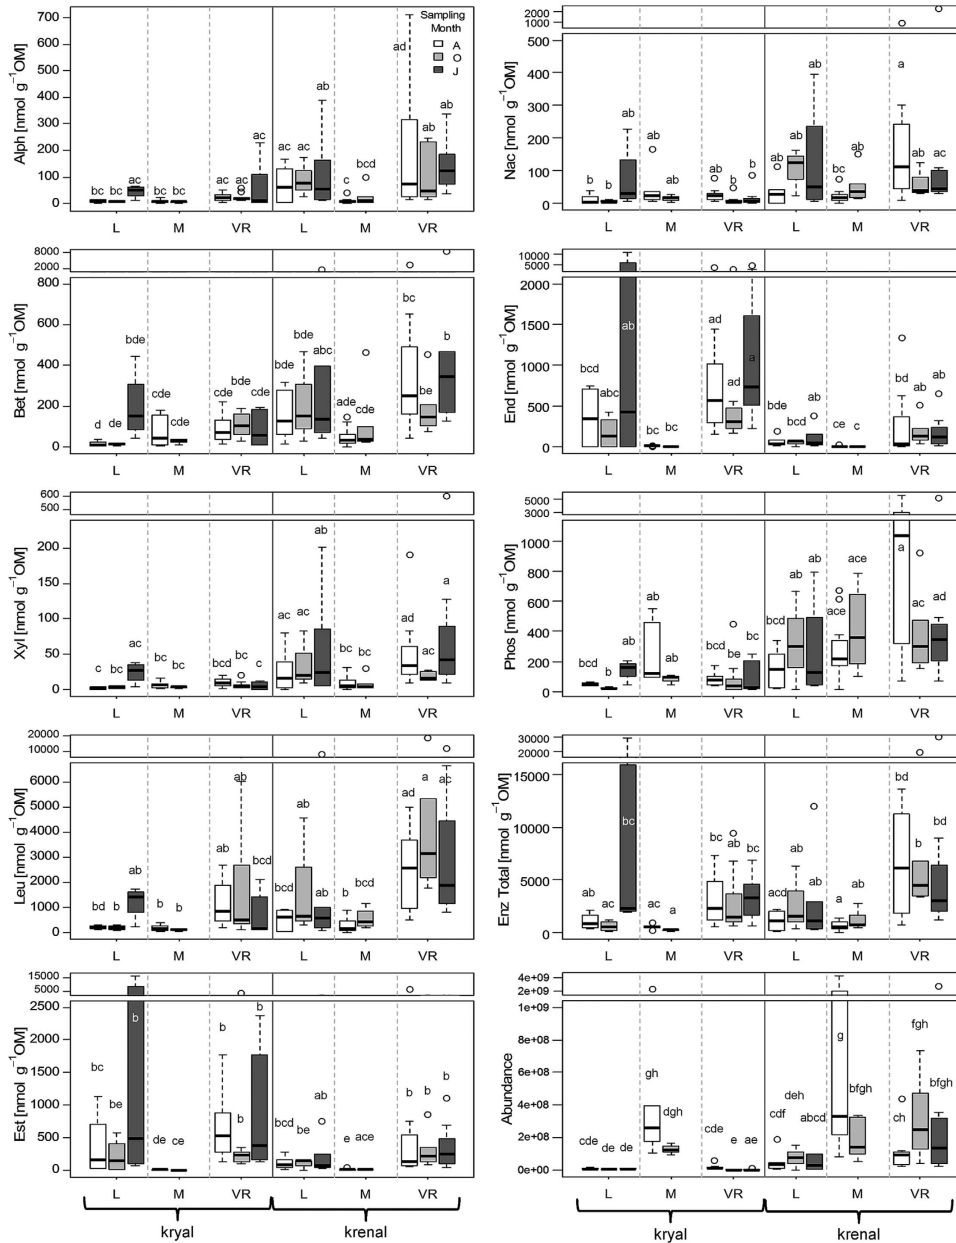 Sampling
Month
A
O
J
Alph [nmol g⁻¹OM]
700
600
500
400
300
200
100
0
bc bc ac bc bc ac ac ac ac ac ab c bcd ad ab ab
L M VR L M VR
Nac [nmol g⁻¹OM]
2000
1000
500
400
300
200
100
0
b b ab ab ab ab b b ac ab ab bc ab a ab ac
L M VR L M VR
Bet [nmol g⁻¹OM]
8000
2000
800
600
400
200
0
d de bde cde cde cde bde cde bde bde abc ade cde bc be b
L M VR L M VR
End [nmol g⁻¹OM]
10000
5000
2000
1500
1000
500
0
bcd abc ab bc bc ad ad a bde bcd ab ce c bd ab ab
L M VR L M VR
Xyl [nmol g⁻¹OM]
600
500
200
150
100
50
0
c bc ac bc bc bcd bc c ac ac ab bc bc ad ac a
L M VR L M VR
Phos [nmol g⁻¹OM]
5000
3000
1000
800
600
400
200
0
bcd b ab ab ab bcd be bc bcd ab ab ace ace a ac ad
L M VR L M VR
Leu [nmol g⁻¹OM]
20000
10000
6000
5000
4000
3000
2000
1000
0
b b ab b b ab ab bcd bcd ab ab b bcd ad a ac
L M VR L M VR
Enz Total [nmol g⁻¹OM]
30000
20000
15000
10000
5000
0
ab ac bc ac a bc ab bc acd ab ab a ab bd b bd
L M VR L M VR
Est [nmol g⁻¹OM]
15000
5000
2500
2000
1500
1000
500
0
bc be b de ce b b b bcd be ab e ace b b b
L M VR L M VR
kryal krenal
Abundance
4e+09
2e+09
1e+09
8e+08
6e+08
4e+08
2e+08
0e+00
cde de de gh dgh cde e ae cdf deh abcd g bfgh ch fgh bfgh
L M VR L M VR
kryal krenal